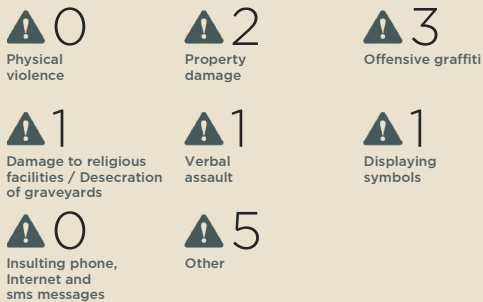 0
Physical
violence
2
Property
damage
3
Offensive graffiti
1
Damage to religious
facilities / Desecration
of graveyards
1
Verbal
assault
1
Displaying
symbols
0
Insulting phone,
Internet and
sms messages
5
Other